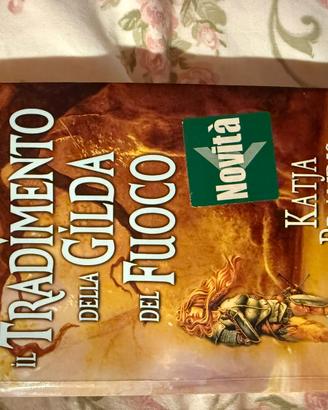 IL TRADIMENTO
DELLA GILDA
DEL FUOCO
Novità
KATJA